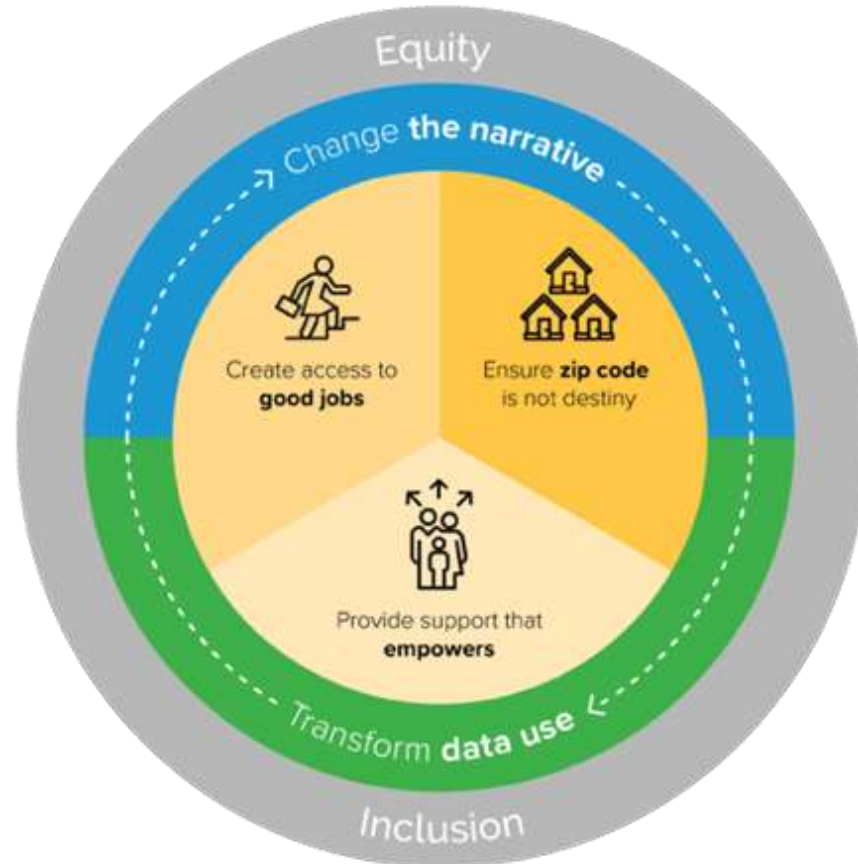 Equity
Change the narrative
Create access to
good jobs
Ensure zip code
is not destiny
Provide support that
empowers
Transform data use
Inclusion